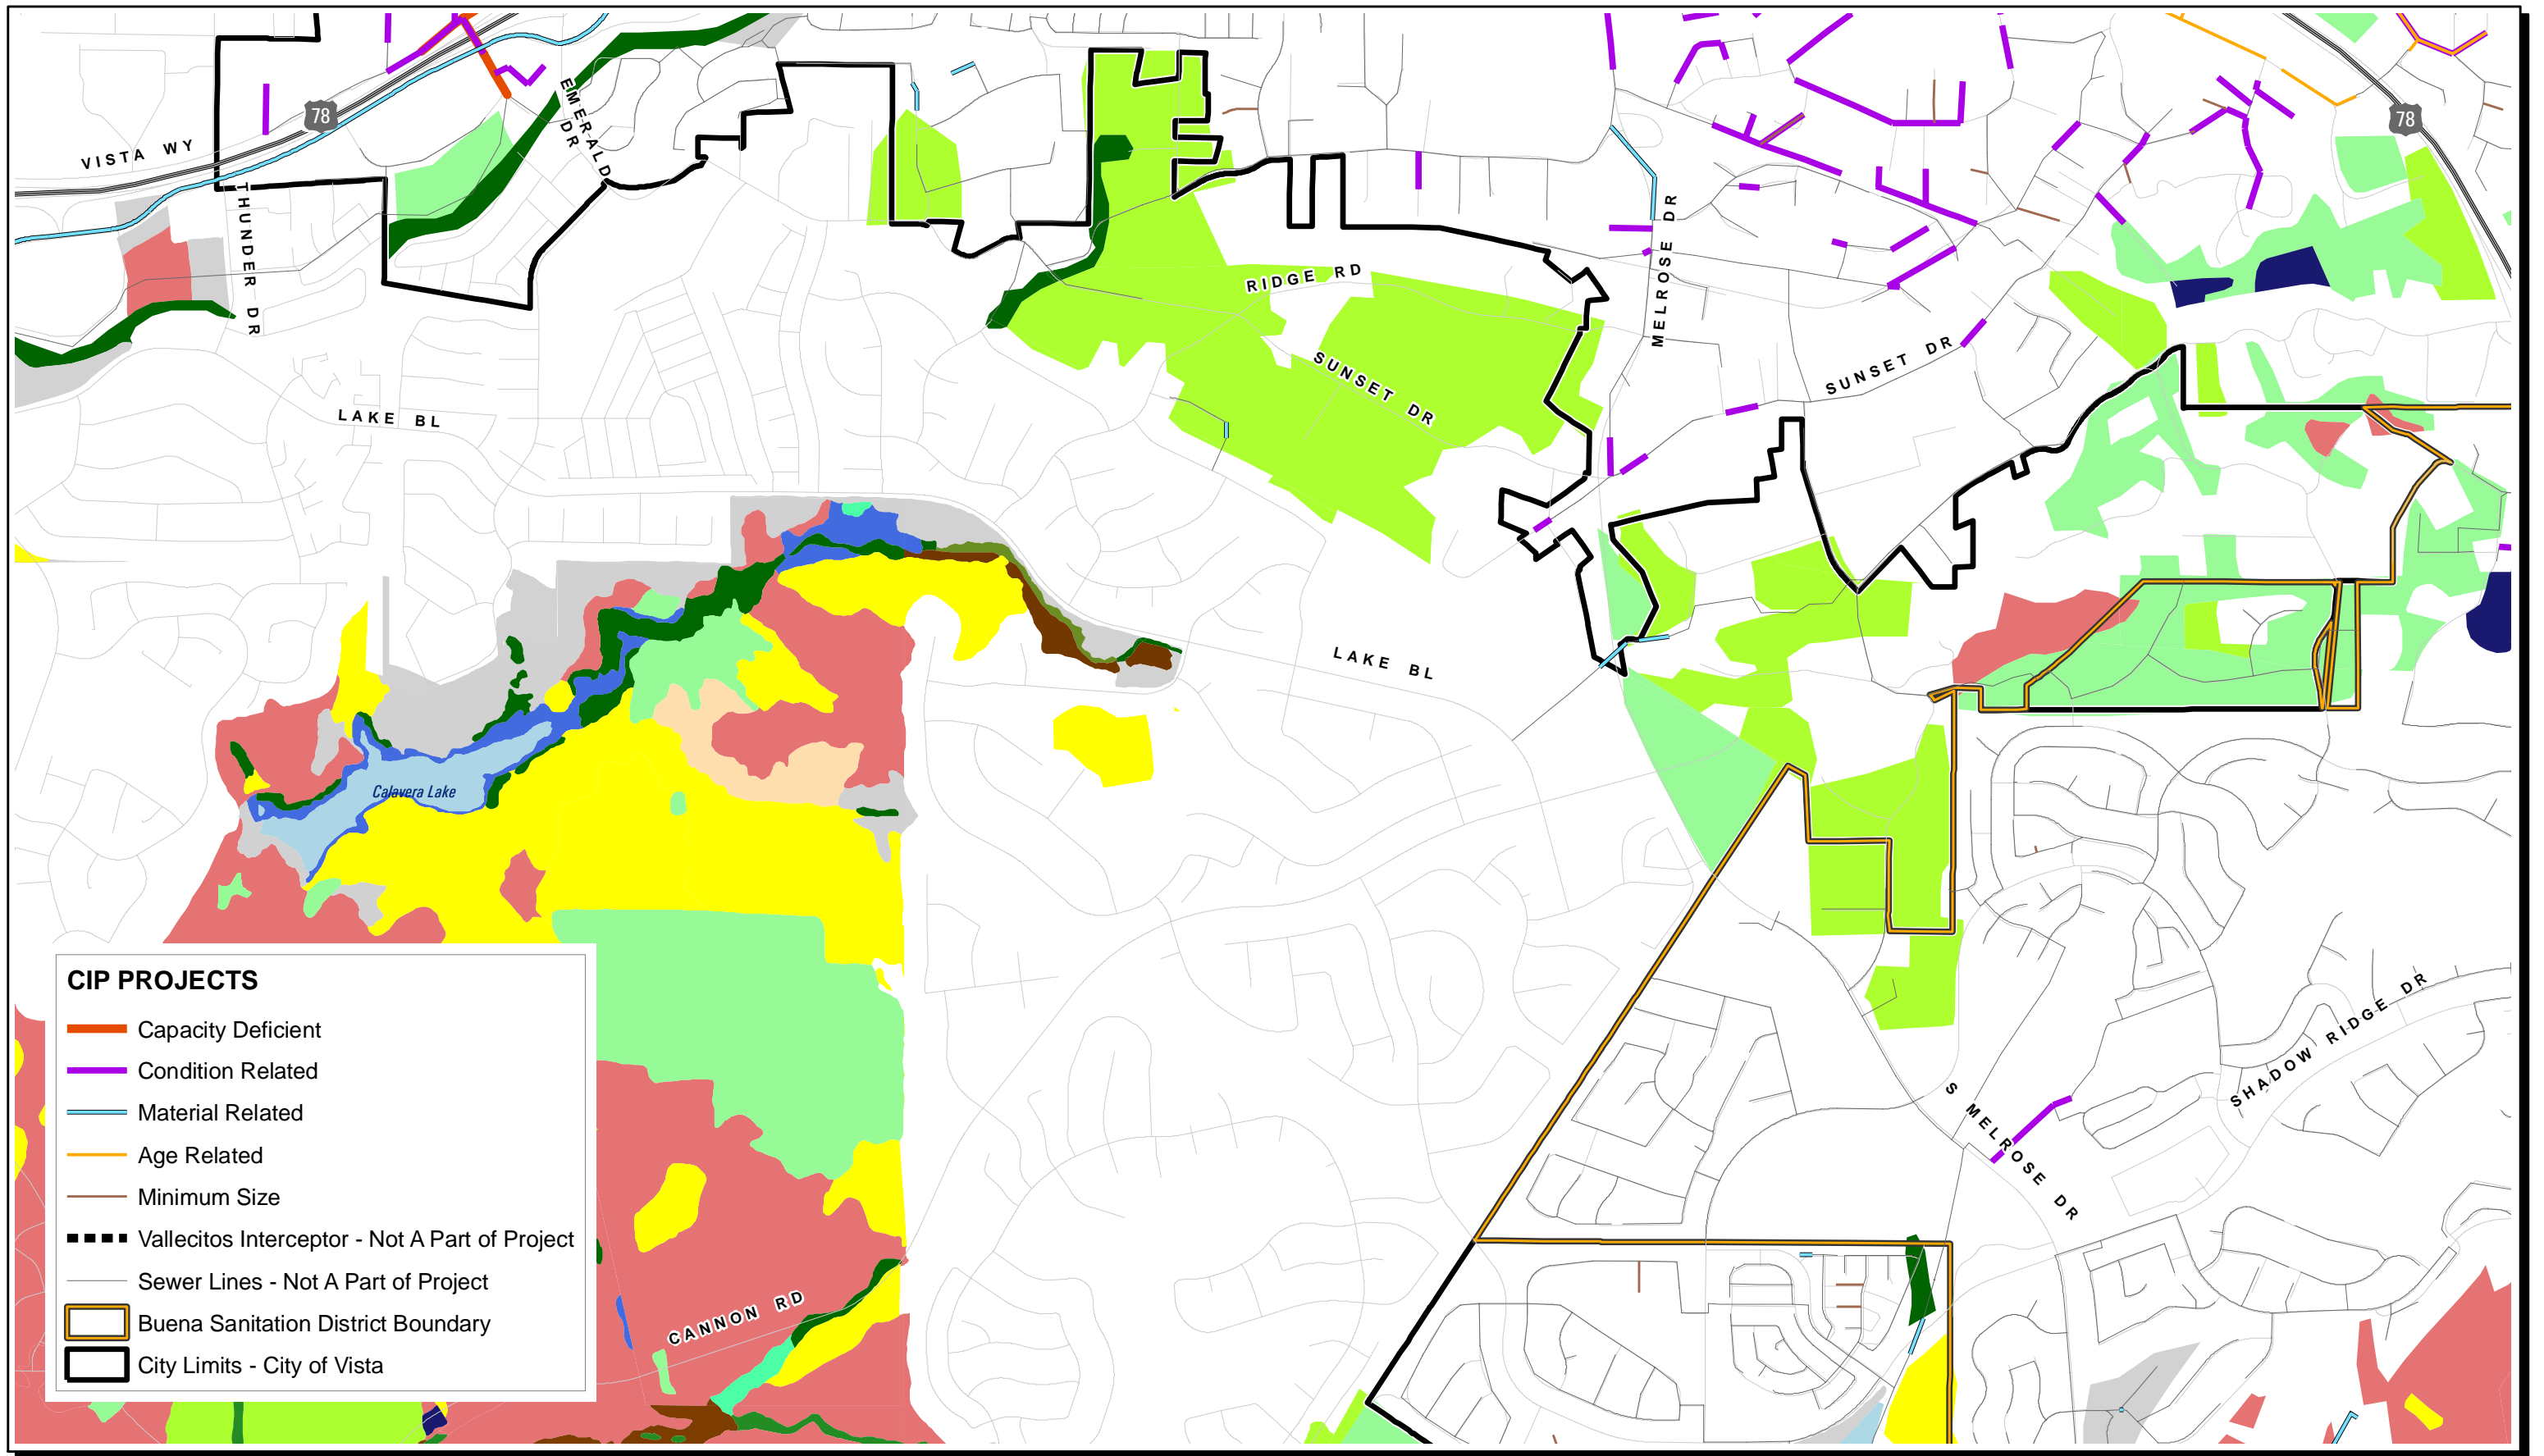 78
VISTA WY
EMERALD DR
THUNDER DR
78
RIDGE RD
MELROSE DR
SUNSET DR
SUNSET DR
LAKE BL
LAKE BL
Calavera Lake
SHADOW RIDGE DR
S MELROSE DR
CANNON RD
CIP PROJECTS
Capacity Deficient
Condition Related
Material Related
Age Related
Minimum Size
Vallecitos Interceptor - Not A Part of Project
Sewer Lines - Not A Part of Project
Buena Sanitation District Boundary
City Limits - City of Vista